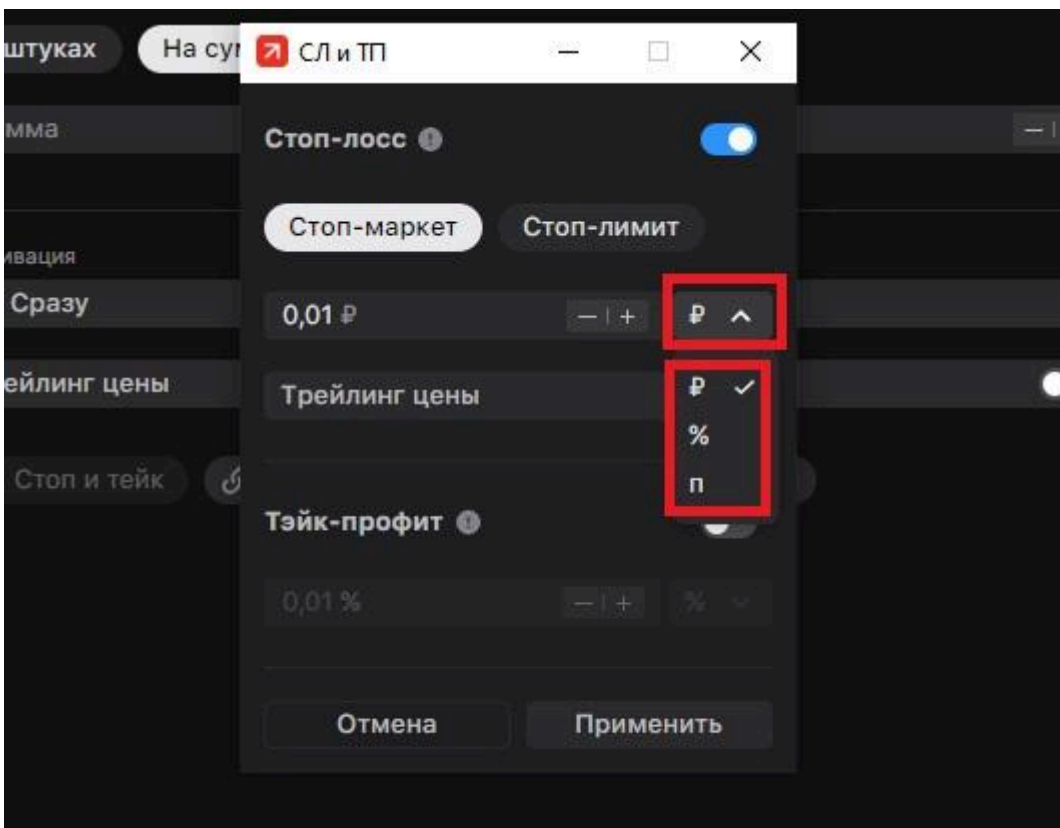 штуках
На су
СЛ и ТП
мма
Стоп-лосс
Стоп-маркет
Стоп-лимит
ивация
Сразу
0,01 ₽
₽
ейлинг цены
Трейлинг цены
₽
%
п
Стоп и тейк
Тэйк-профит
0,01 %
%
Отмена
Применить